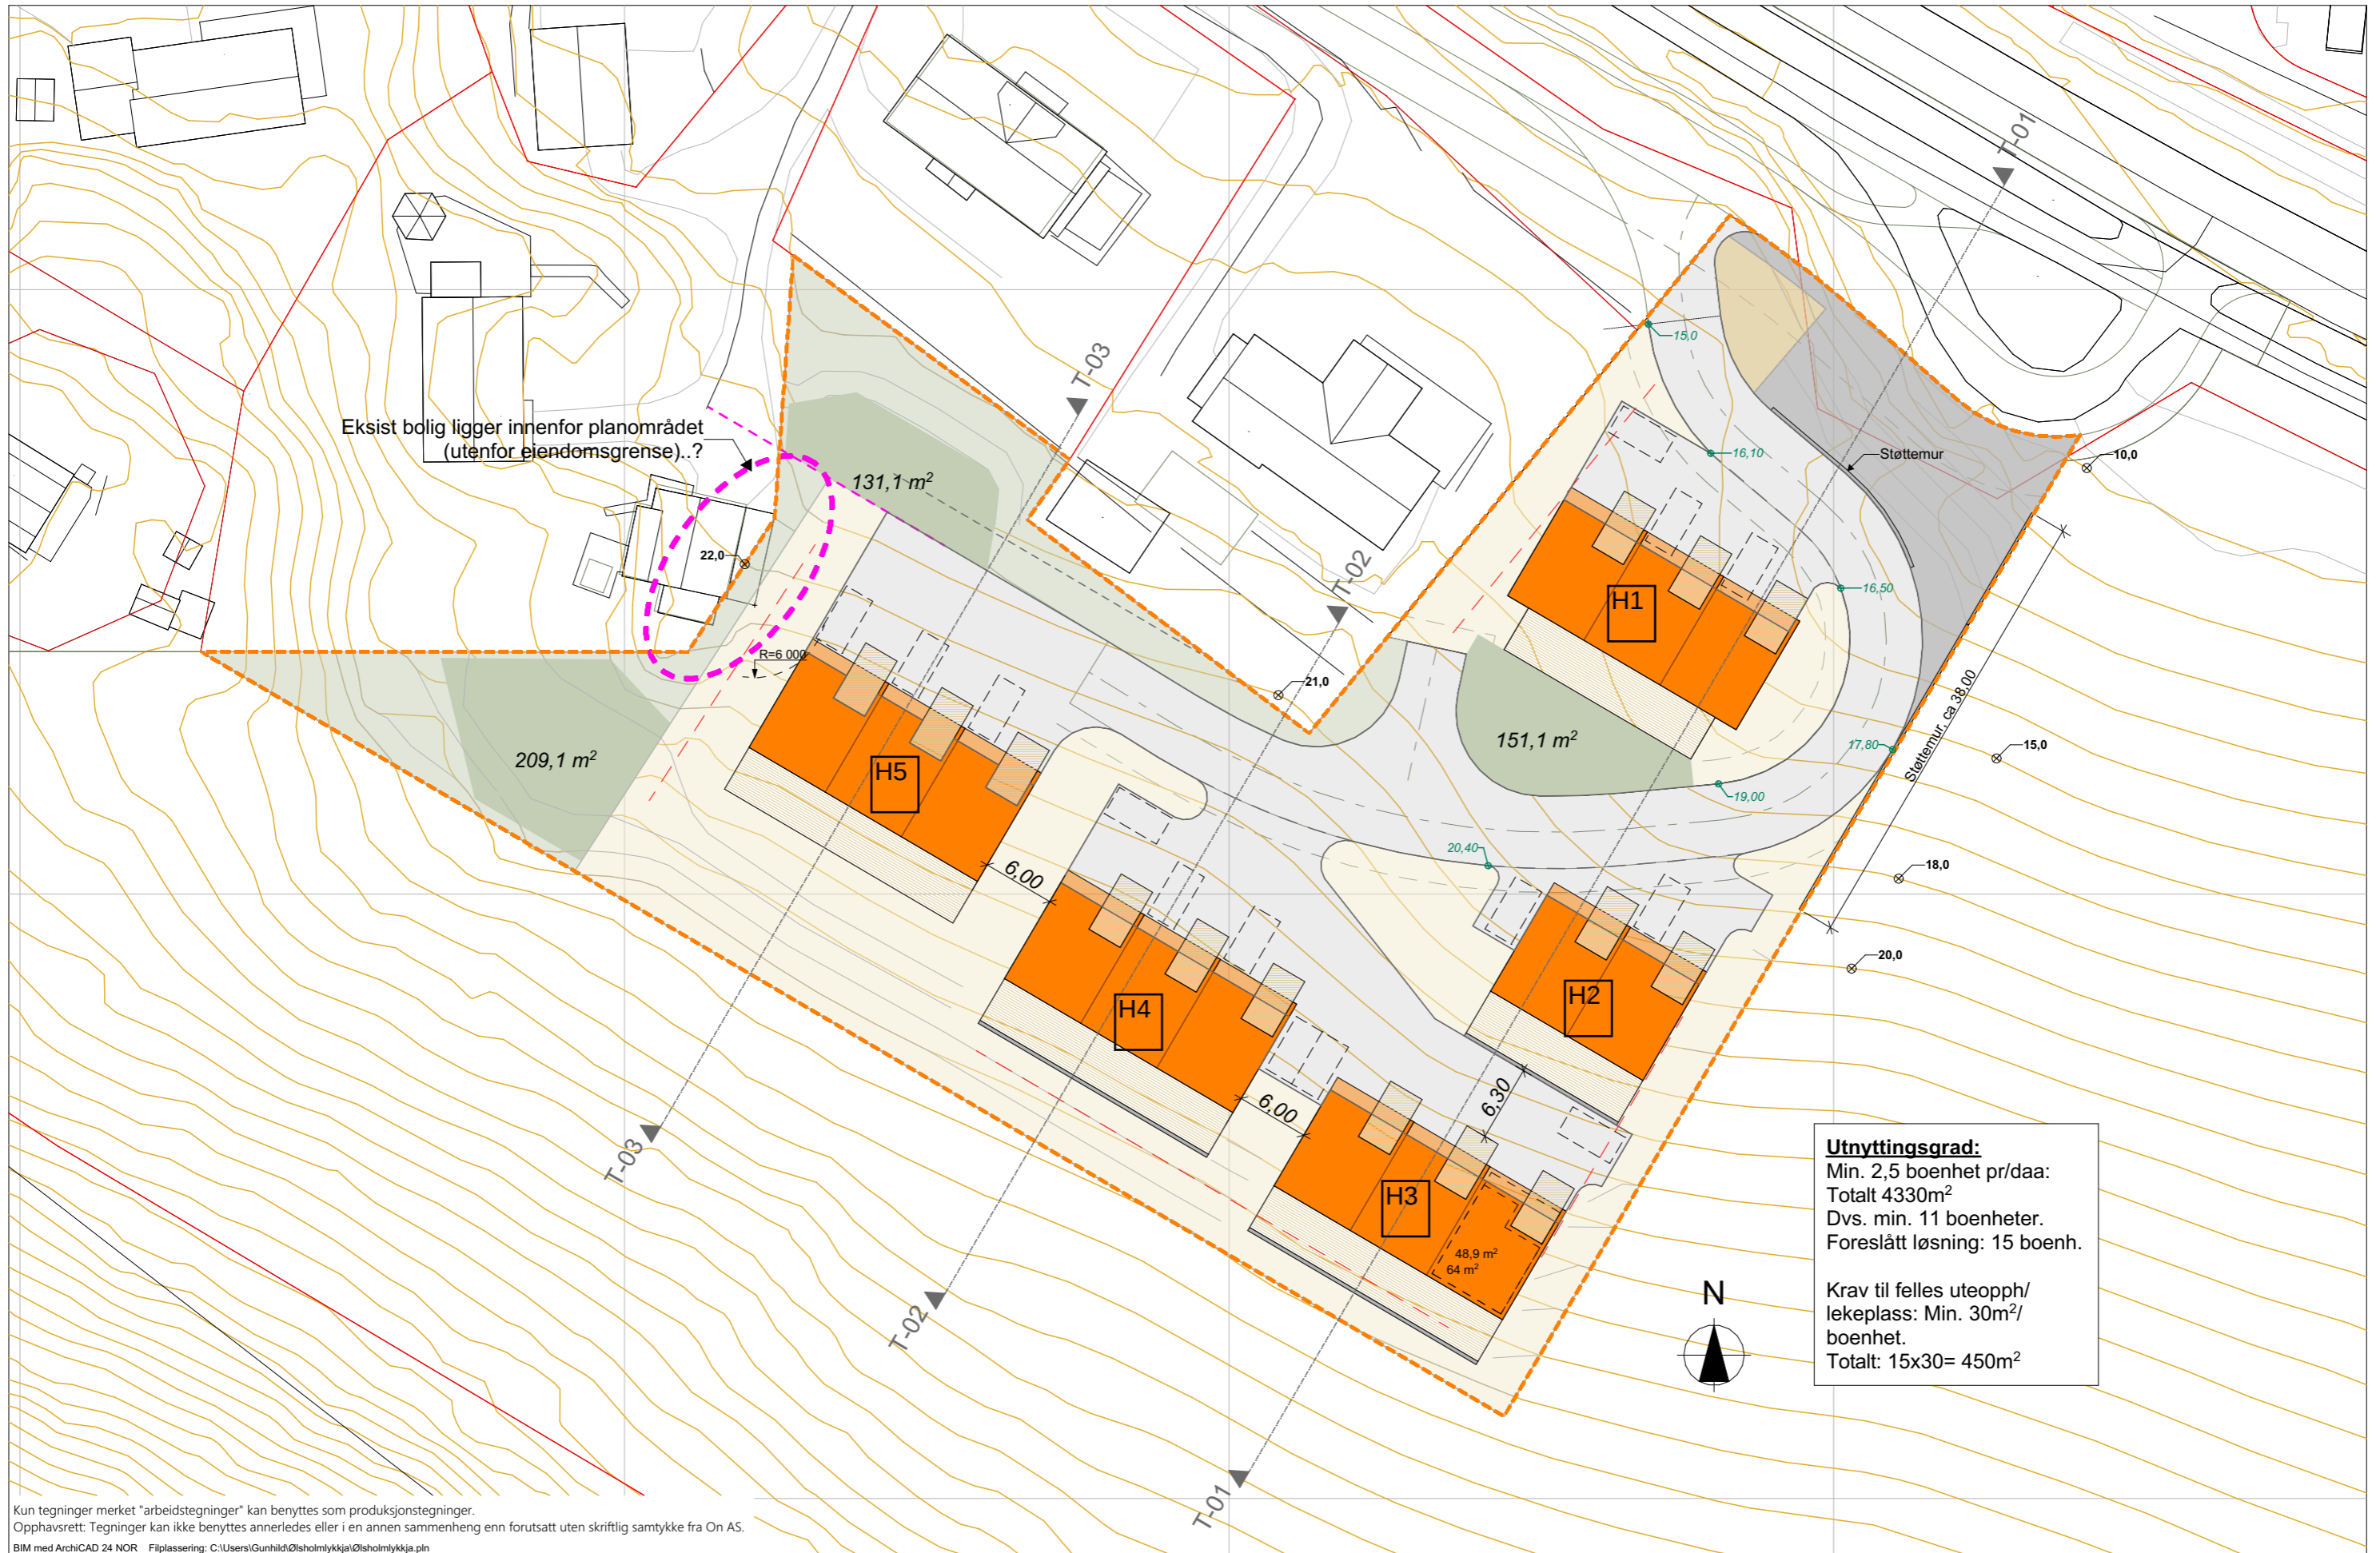 T-01
T-03
15,0
Eksist bolig ligger innenfor planområdet
(utenfor eiendomsgrense)..?
16,10
Støttemur
10,0
131,1 m²
22,0
T-02
16,50
H1
R=6 000
21,0
Støttemur, ca 38,00
17,80
15,0
151,1 m²
209,1 m²
H5
19,00
20,40
18,0
6,00
20,0
H4
H2
6,00
6,30
T-03
H3
48,9 m²
64 m²
T-02
N
T-01
Utnyttingsgrad:
Min. 2,5 boenhet pr/daa:
Totalt 4330m²
Dvs. min. 11 boenheter.
Foreslått løsning: 15 boenh.
Krav til felles uteopph/
lekeplass: Min. 30m²/
boenhet.
Totalt: 15x30= 450m²
Kun tegninger merket "arbeidstegninger" kan benyttes som produksjonstegninger.
Opphavsrett: Tegninger kan ikke benyttes annerledes eller i en annen sammenheng enn forutsatt uten skriftlig samtykke fra On AS.
BIM med ArchiCAD 24 NOR Filplassering: C:\Users\Gunhild\Ølsholmlykkja\Ølsholmlykkja.pln